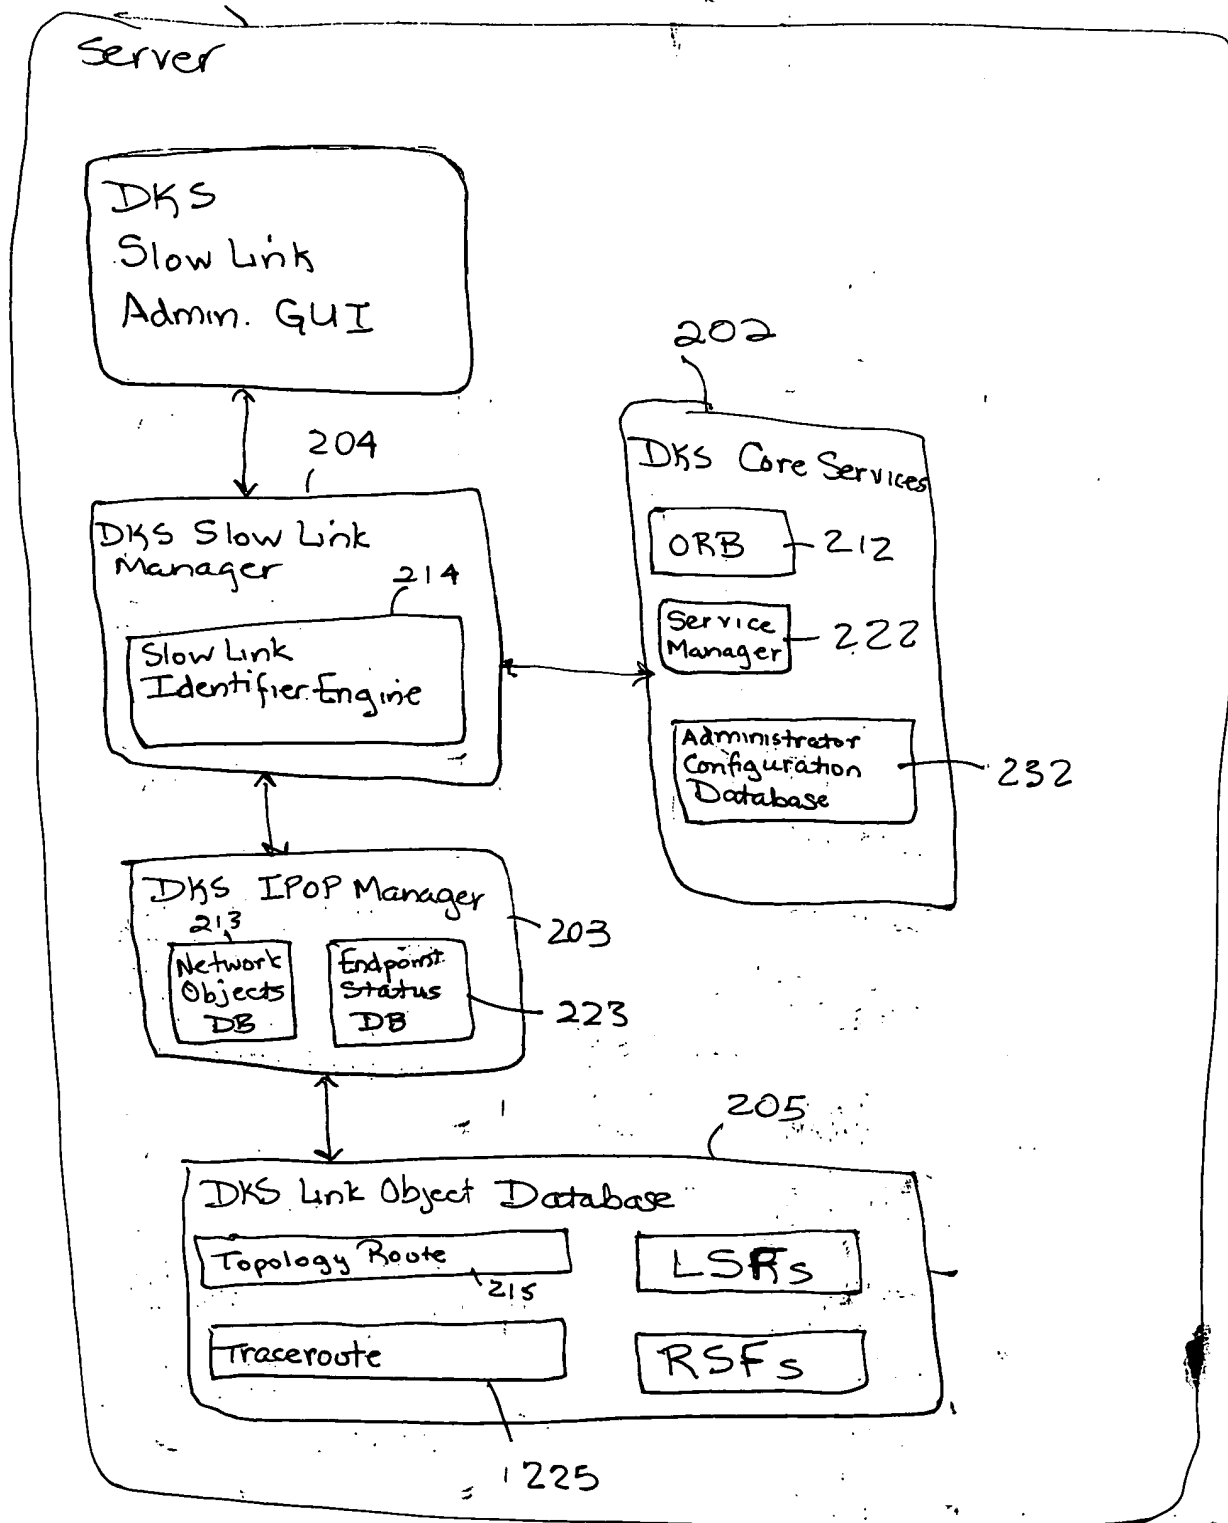 Server
DKS
Slow Link
Admin. GUI
202
204
DKS Core Services
DKS Slow Link
Manager
ORB
212
214
Service
Manager
222
Slow Link
Identifier Engine
Administrator
Configuration
Database
232
DKS IPOP Manager
203
213
Network
Objects
DB
Endpoint
Status
DB
223
205
DKS Link Object Database
Topology Route
215
LSRs
Traceroute
RSFs
225